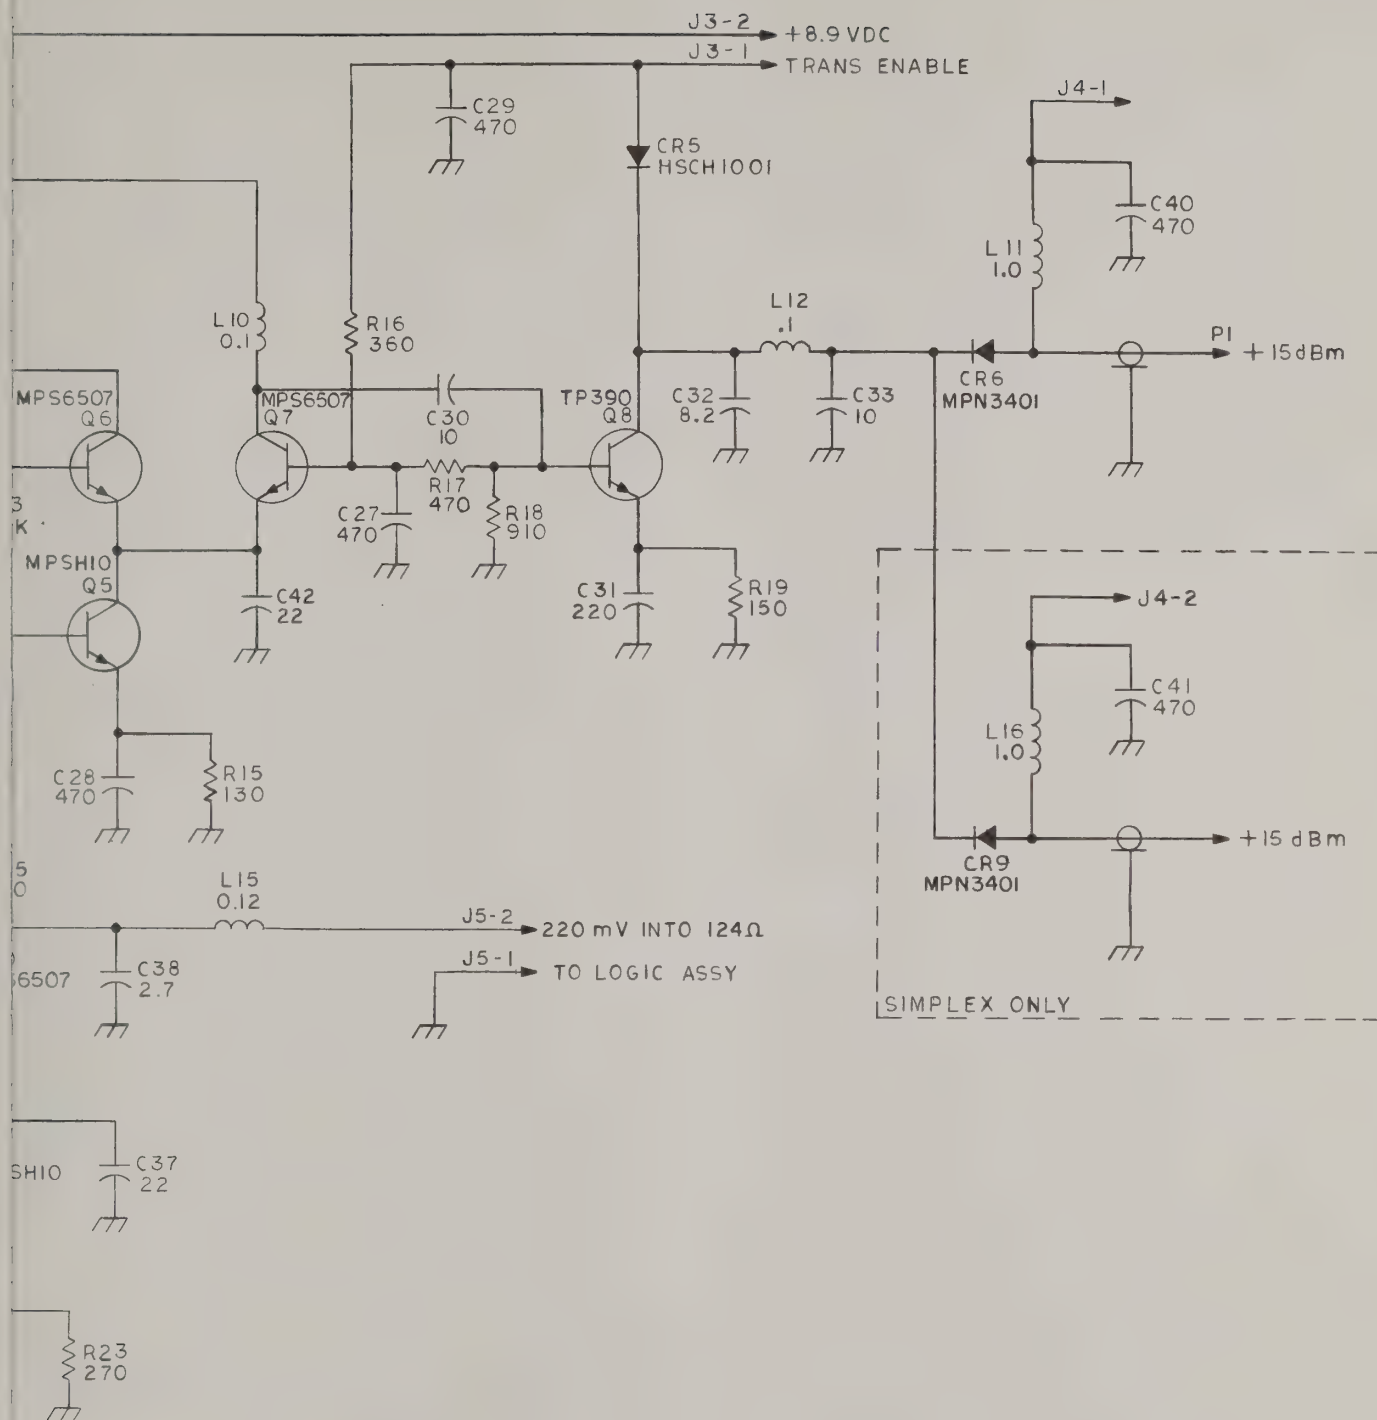 J3-2
+8.9 VDC
J3-1
TRANS ENABLE
J4-1
C29
470
CR5
HSCH1001
C40
470
L11
1.0
L12
.1
L10
0.1
R16
360
P1
+15dBm
MPS6507
Q6
MPS6507
Q7
C30
10
TP390
Q8
C32
8.2
C33
10
CR6
MPN3401
3
K
R17
470
C27
470
R18
910
MPSH10
Q5
C42
22
C31
220
R19
150
J4-2
C41
470
L16
1.0
C28
470
R15
130
+15 dBm
CR9
MPN3401
5
0
L15
0.12
J5-2
220 mV INTO 124Ω
J5-1
TO LOGIC ASSY
6507
C38
2.7
SIMPLEX ONLY
SH10
C37
22
R23
270